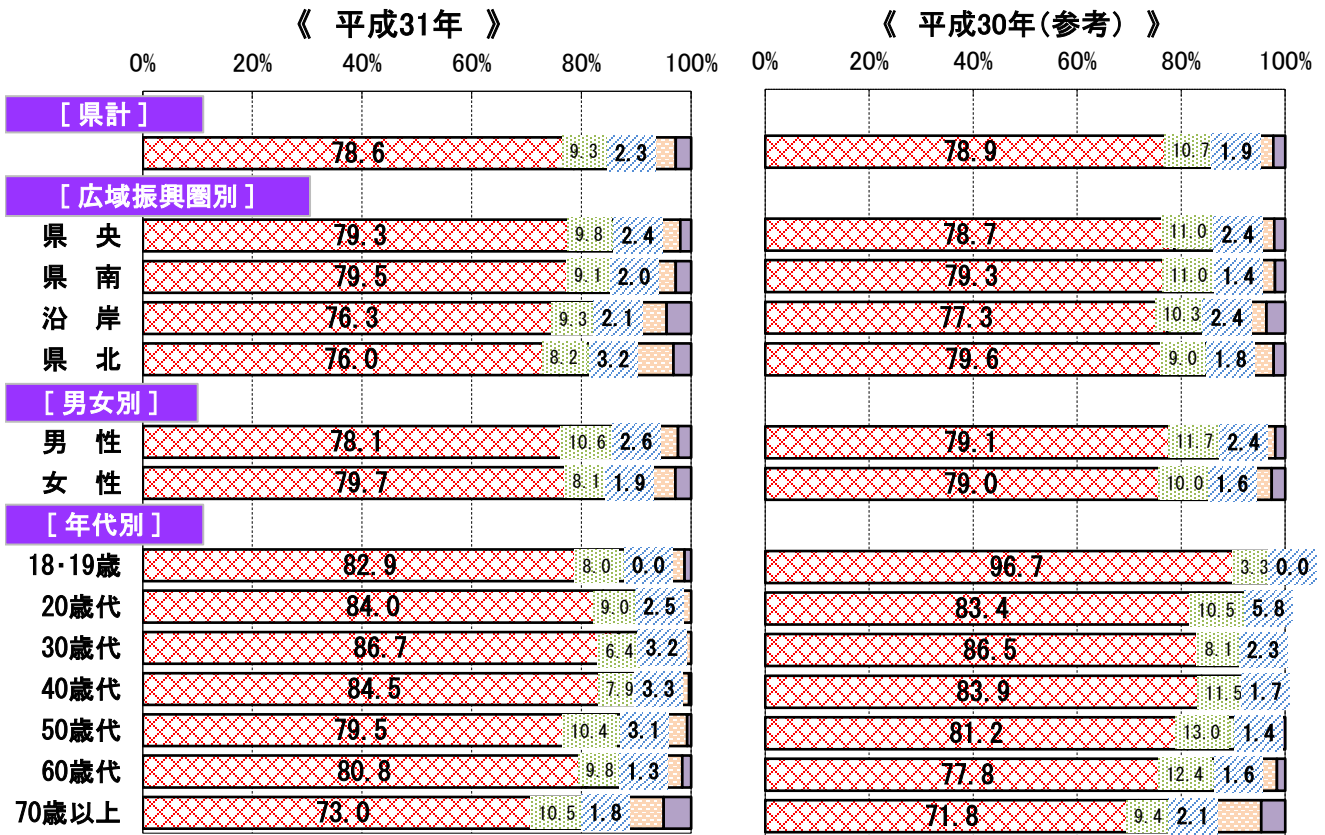 《 平成31年 》 《 平成30年(参考) 》
0% 20% 40% 60% 80% 100% 0% 20% 40% 60% 80% 100%
[ 県計 ]
78.6 9.3 2.3 78.9 10.7 1.9
[ 広域振興圏別 ]
県 央 79.3 9.8 2.4 78.7 11.0 2.4
県 南 79.5 9.1 2.0 79.3 11.0 1.4
沿 岸 76.3 9.3 2.1 77.3 10.3 2.4
県 北 76.0 8.2 3.2 79.6 9.0 1.8
[ 男女別 ]
男 性 78.1 10.6 2.6 79.1 11.7 2.4
女 性 79.7 8.1 1.9 79.0 10.0 1.6
[ 年代別 ]
18・19歳 82.9 8.0 0.0 96.7 3.3 0.0
20歳代 84.0 9.0 2.5 83.4 10.5 5.8
30歳代 86.7 6.4 3.2 86.5 8.1 2.3
40歳代 84.5 7.9 3.3 83.9 11.5 1.7
50歳代 79.5 10.4 3.1 81.2 13.0 1.4
60歳代 80.8 9.8 1.3 77.8 12.4 1.6
70歳以上 73.0 10.5 1.8 71.8 9.4 2.1